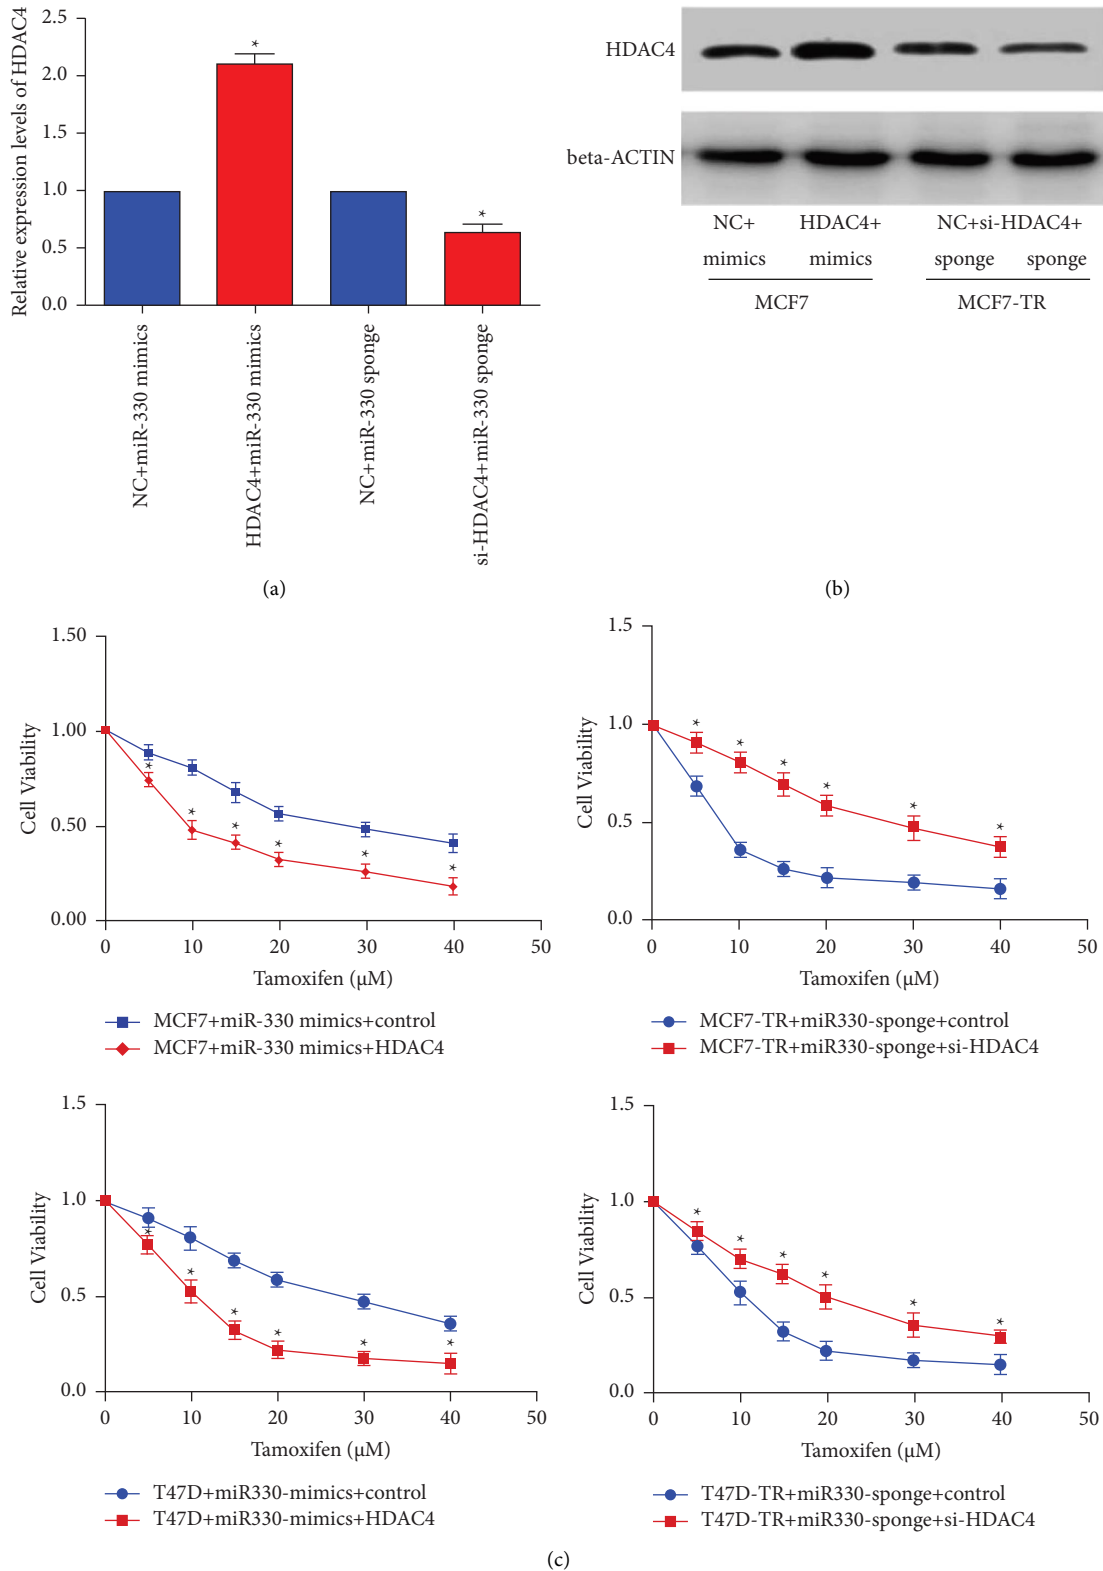 Relative expression levels of HDAC4
2.5
2.0
1.5
1.0
0.5
0.0
*
*
NC+miR-330 mimics
HDAC4+miR-330 mimics
NC+miR-330 sponge
si-HDAC4+miR-330 sponge
(a)
HDAC4
beta-ACTIN
NC+ HDAC4+ NC+si-HDAC4+
mimics mimics sponge sponge
MCF7 MCF7-TR
(b)
Cell Viability
1.50
1.00
0.50
0.00
* * * * * *
0 10 20 30 40 50
Tamoxifen (μM)
MCF7+miR-330 mimics+control
MCF7+miR-330 mimics+HDAC4
Cell Viability
1.5
1.0
0.5
0.0
* * * * * *
0 10 20 30 40 50
Tamoxifen (μM)
MCF7-TR+miR330-sponge+control
MCF7-TR+miR330-sponge+si-HDAC4
Cell Viability
1.5
1.0
0.5
0.0
* * * * * *
0 10 20 30 40 50
Tamoxifen (μM)
T47D+miR330-mimics+control
T47D+miR330-mimics+HDAC4
Cell Viability
1.5
1.0
0.5
0.0
* * * * * *
0 10 20 30 40 50
Tamoxifen (μM)
T47D-TR+miR330-sponge+control
T47D-TR+miR330-sponge+si-HDAC4
(c)